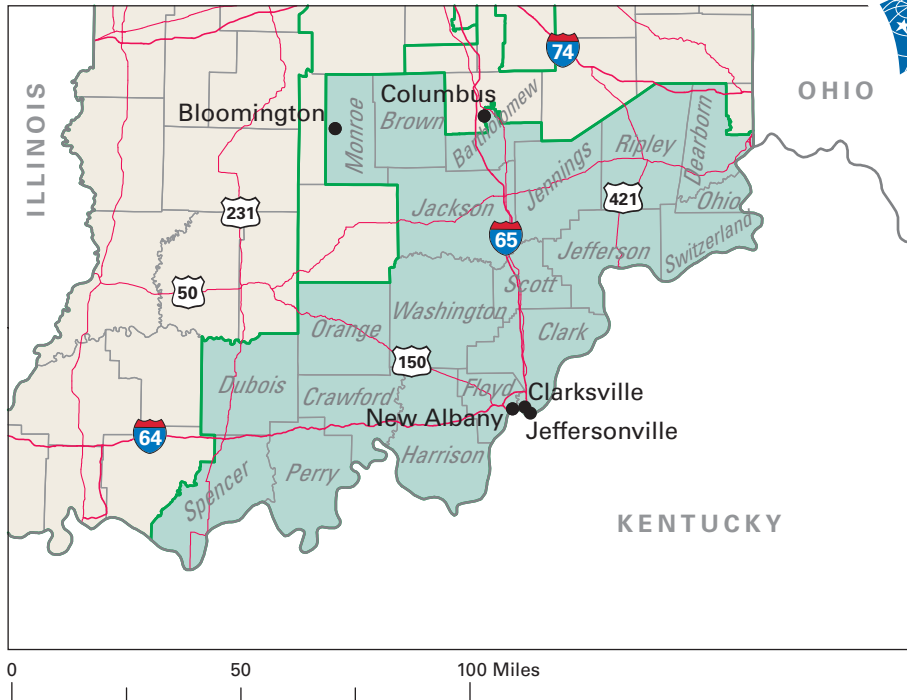 74
ILLINOIS
OHIO
Bloomington
Columbus
Monroe
Brown
Bartholomew
Jennings
Ripley
Dearborn
Ohio
Switzerland
231
421
Jackson
65
Jefferson
50
Scott
Washington
Orange
Clark
150
Dubois
Crawford
Floyd
Clarksville
New Albany
Jeffersonville
64
Harrison
Spencer
Perry
KENTUCKY
0 50 100 Miles